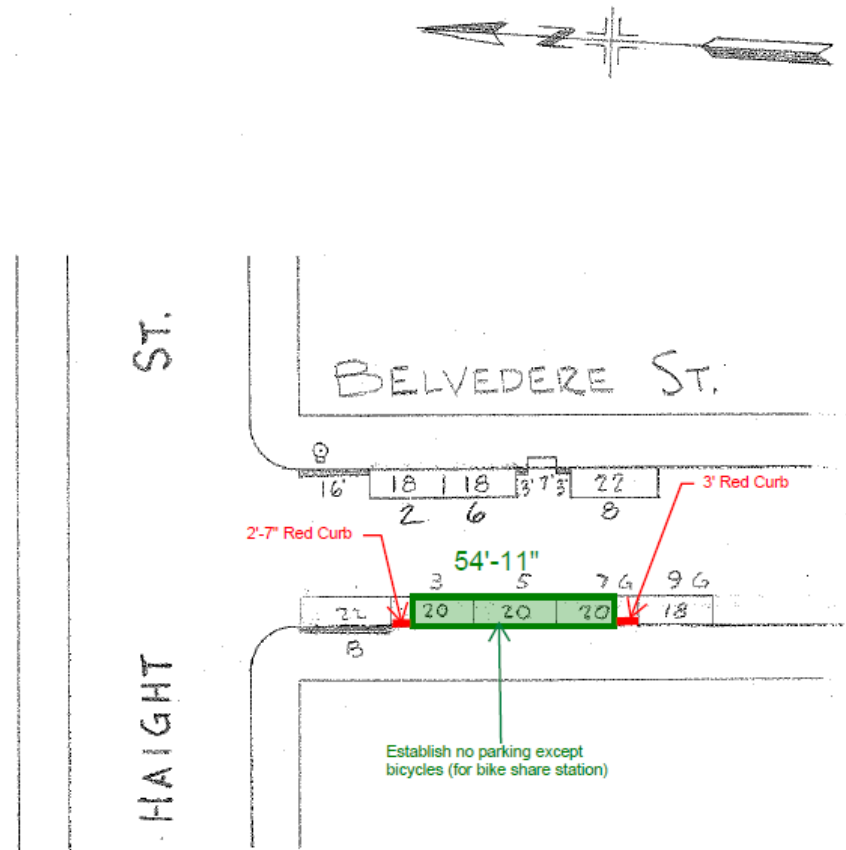 N
ST.
BELVEDERE ST.
16'
18
18
3'
7'
3'
22
2
6
8
3' Red Curb
2'-7" Red Curb
54'-11"
3
5
7 G
9 G
22
20
20
20
18
B
HAIGHT
Establish no parking except
bicycles (for bike share station)